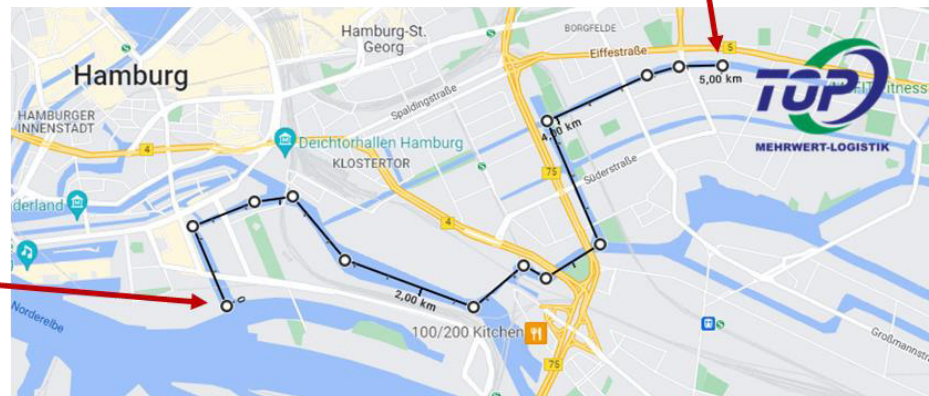 Hamburg-St.
Georg
BORGFELDE
Eiffestraße
5
Hamburg
5,00 km
TOP
MEHRWERT-LOGISTIK
Spaldingstraße
HAMBURGER
INNENSTADT
4
4,00 km
Deichtorhallen Hamburg
KLOSTERTOR
75
Süderstraße
derland
4
0
2,00 km
Norderelbe
100/200 Kitchen
75
Großmannstr